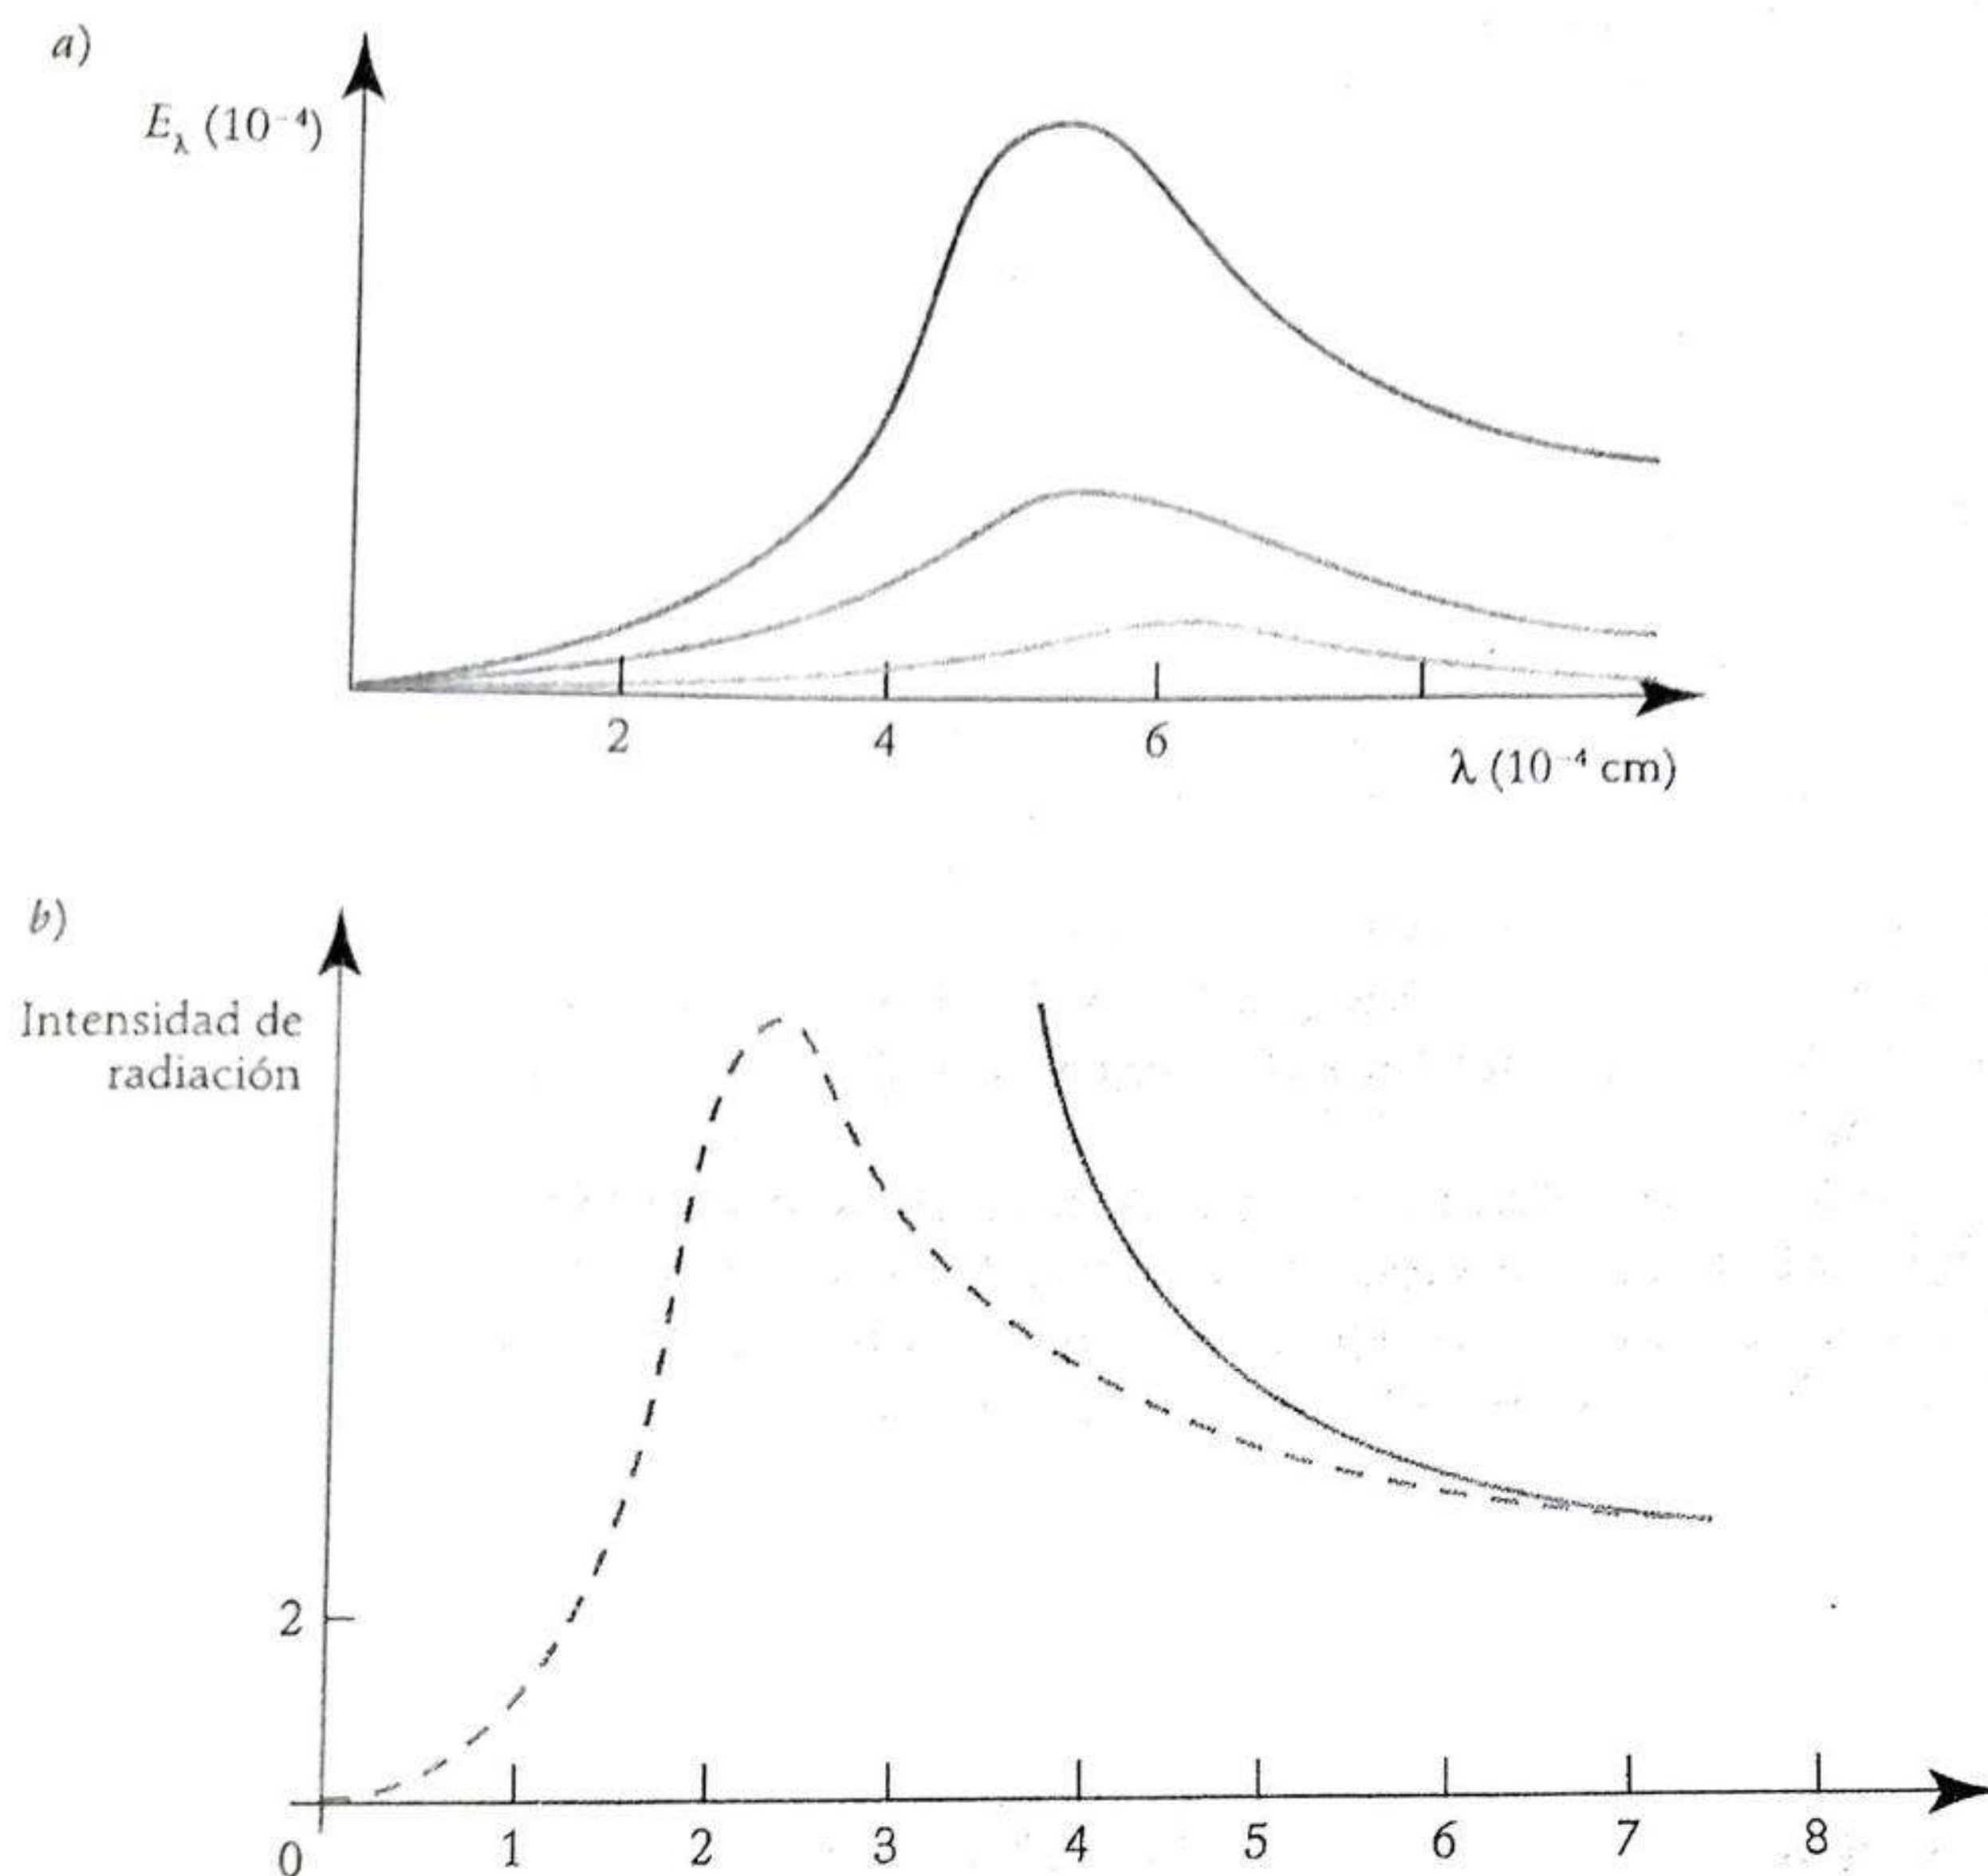 a)
E_λ (10⁻⁴)
2 4 6
λ (10⁻⁴ cm)
b)
Intensidad de
radiación
2
0 1 2 3 4 5 6 7 8